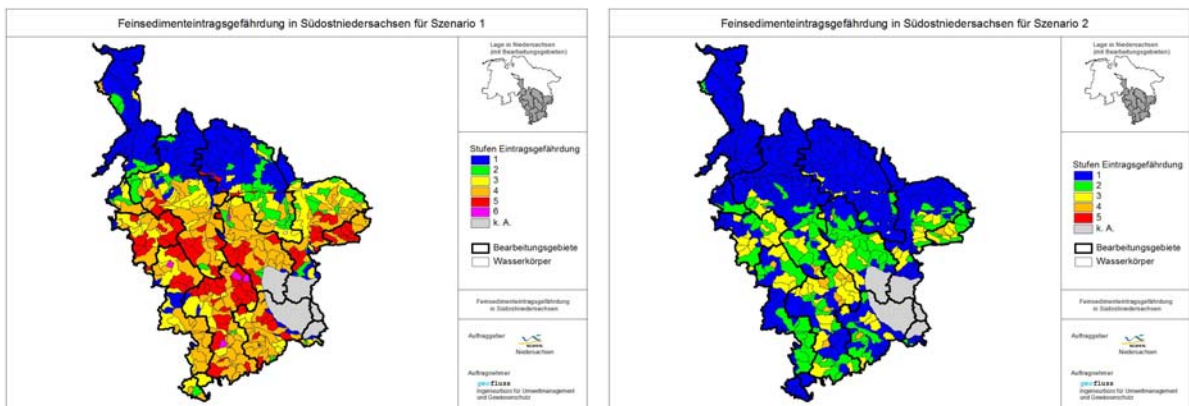 Feinsedimenteintragsgefährdung in Südostniedersachsen für Szenario 1
Lage in Niedersachsen
(mit Bearbeitungsgebieten)
Stufen Eintragsgefährdung
1
2
3
4
5
6
k. A.
Bearbeitungsgebiete
Wasserkörper
Feinsedimenteintragsgefährdung
in Südostniedersachsen
Auftraggeber
Niedersachsen
Auftragnehmer
geofluss
Ingenieurbüro für Umweltmanagement
und Gewässerschutz
Feinsedimenteintragsgefährdung in Südostniedersachsen für Szenario 2
Lage in Niedersachsen
(mit Bearbeitungsgebieten)
Stufen Eintragsgefährdung
1
2
3
4
5
k. A.
Bearbeitungsgebiete
Wasserkörper
Feinsedimenteintragsgefährdung
in Südostniedersachsen
Auftraggeber
Niedersachsen
Auftragnehmer
geofluss
Ingenieurbüro für Umweltmanagement
und Gewässerschutz